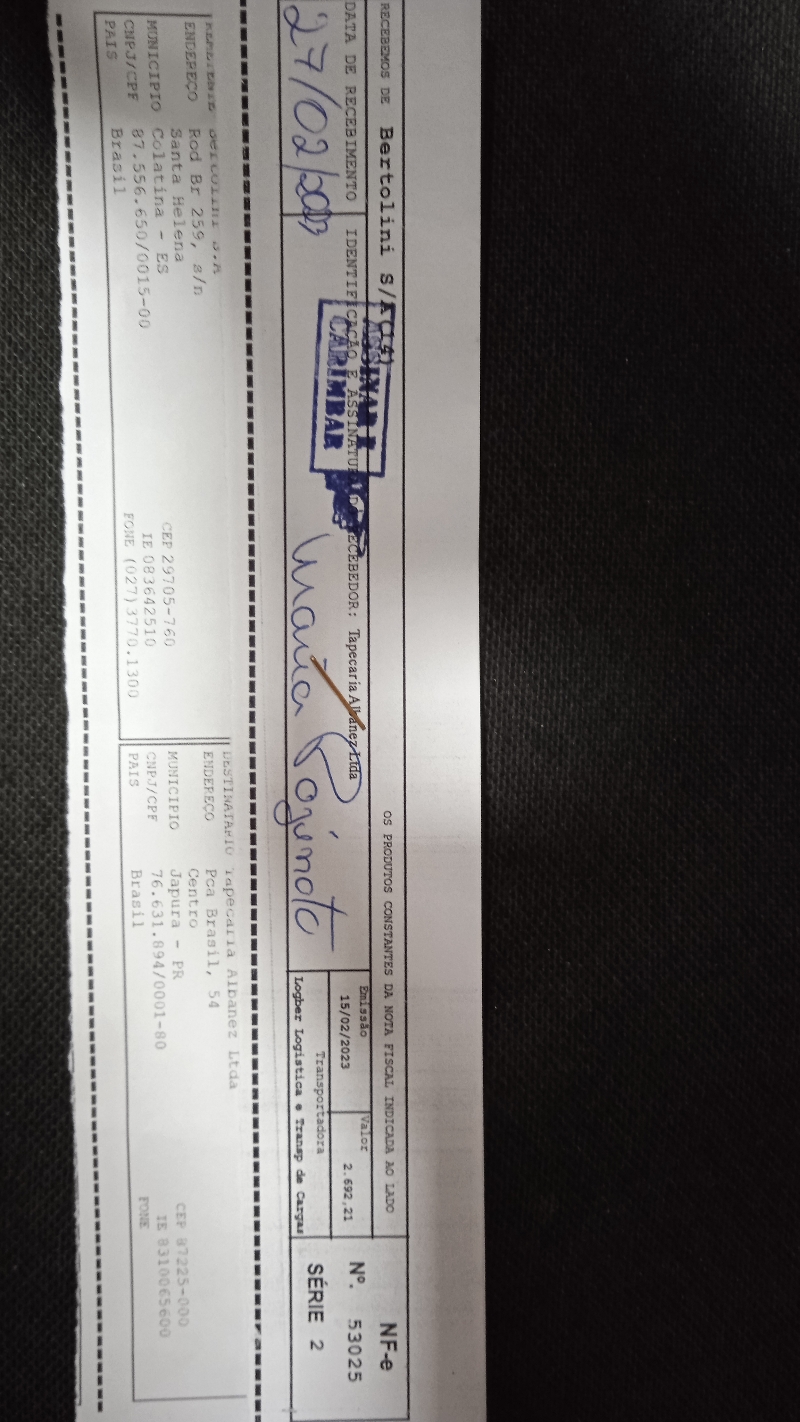 RECEBEMOS DE Bertolini S/A(14) OS PRODUTOS CONSTANTES DA NOTA FISCAL INDICADA AO LADO
DATA DE RECEBIMENTO
27/02/2023
IDENTIFICAÇÃO E ASSINATURA DO RECEBEDOR: Tapecaria Albanez Ltda
ASSINAR E
CARIMBAR
Maria
Emissão
15/02/2023
Valor
2.692,21
Transportadora
Logber Logistica e Transp de Cargas
NF-e
Nº. 53025
SÉRIE 2
REMETENTE Bertolini S.A
ENDEREÇO Rod Br 259, s/n
Santa Helena
CEP 29705-760
MUNICIPIO Colatina - ES
IE 083642510
CNPJ/CPF 87.556.650/0015-00
FONE (027)3770.1300
PAIS Brasil
DESTINATARIO Tapecaria Albanez Ltda
ENDEREÇO Pca Brasil, 54
Centro
CEP 87225-000
MUNICIPIO Japura - PR
IE 8310065600
CNPJ/CPF 76.631.894/0001-80
FONE
PAIS Brasil